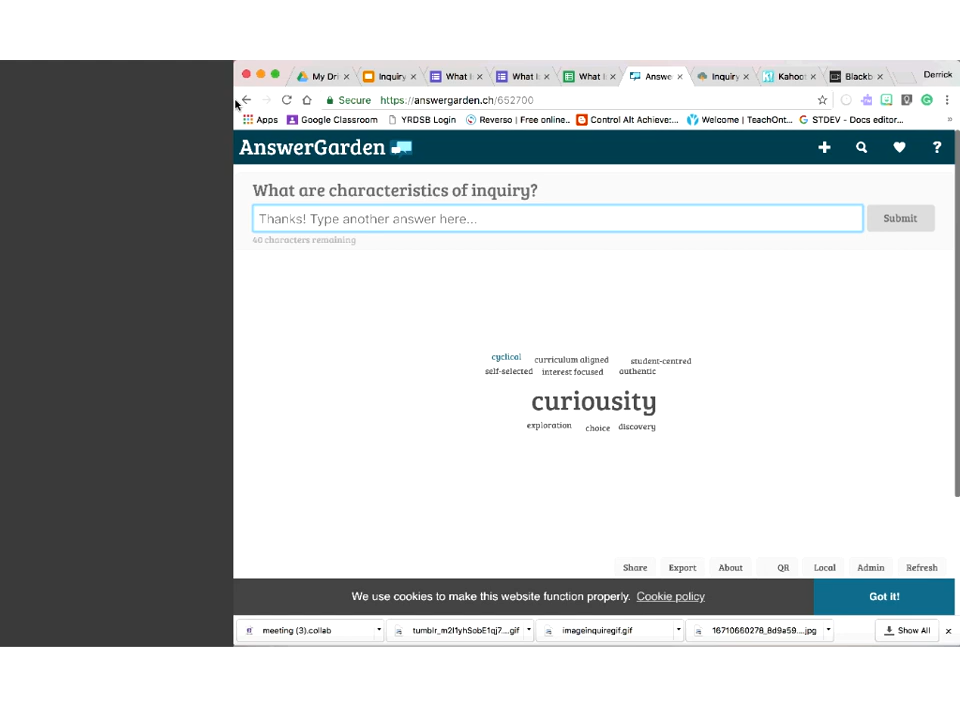 My Dri
Inquiry
What I
What I
What I
Answe
Inquiry
Kahoo
Blackb
Derrick
Secure https://answergarden.ch/652700
Apps Google Classroom YRDSB Login Reverso | Free online.. Control Alt Achieve:... Welcome | TeachOnt... STDEV - Docs editor... »
AnswerGarden
What are characteristics of inquiry?
Thanks! Type another answer here... Submit
40 characters remaining
cyclical curriculum aligned student-centred
self-selected interest focused authentic
curiousity
exploration choice discovery
Share Export About QR Local Admin Refresh
We use cookies to make this website function properly. Cookie policy Got it!
meeting (3).collab imageinquiregif.gif 16710660278_8d9a59....jpg Show All